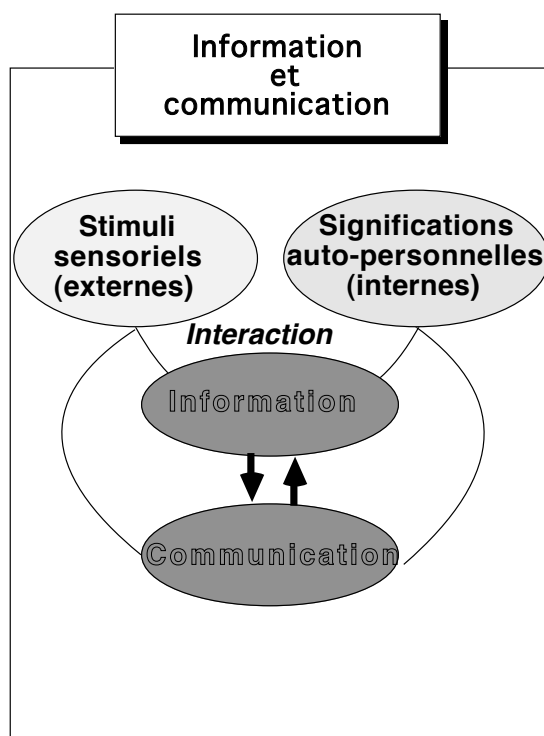 Information
et
communication
Stimuli
sensoriels
(externes)
Significations
auto-personnelles
(internes)
Interaction
Information
Communication